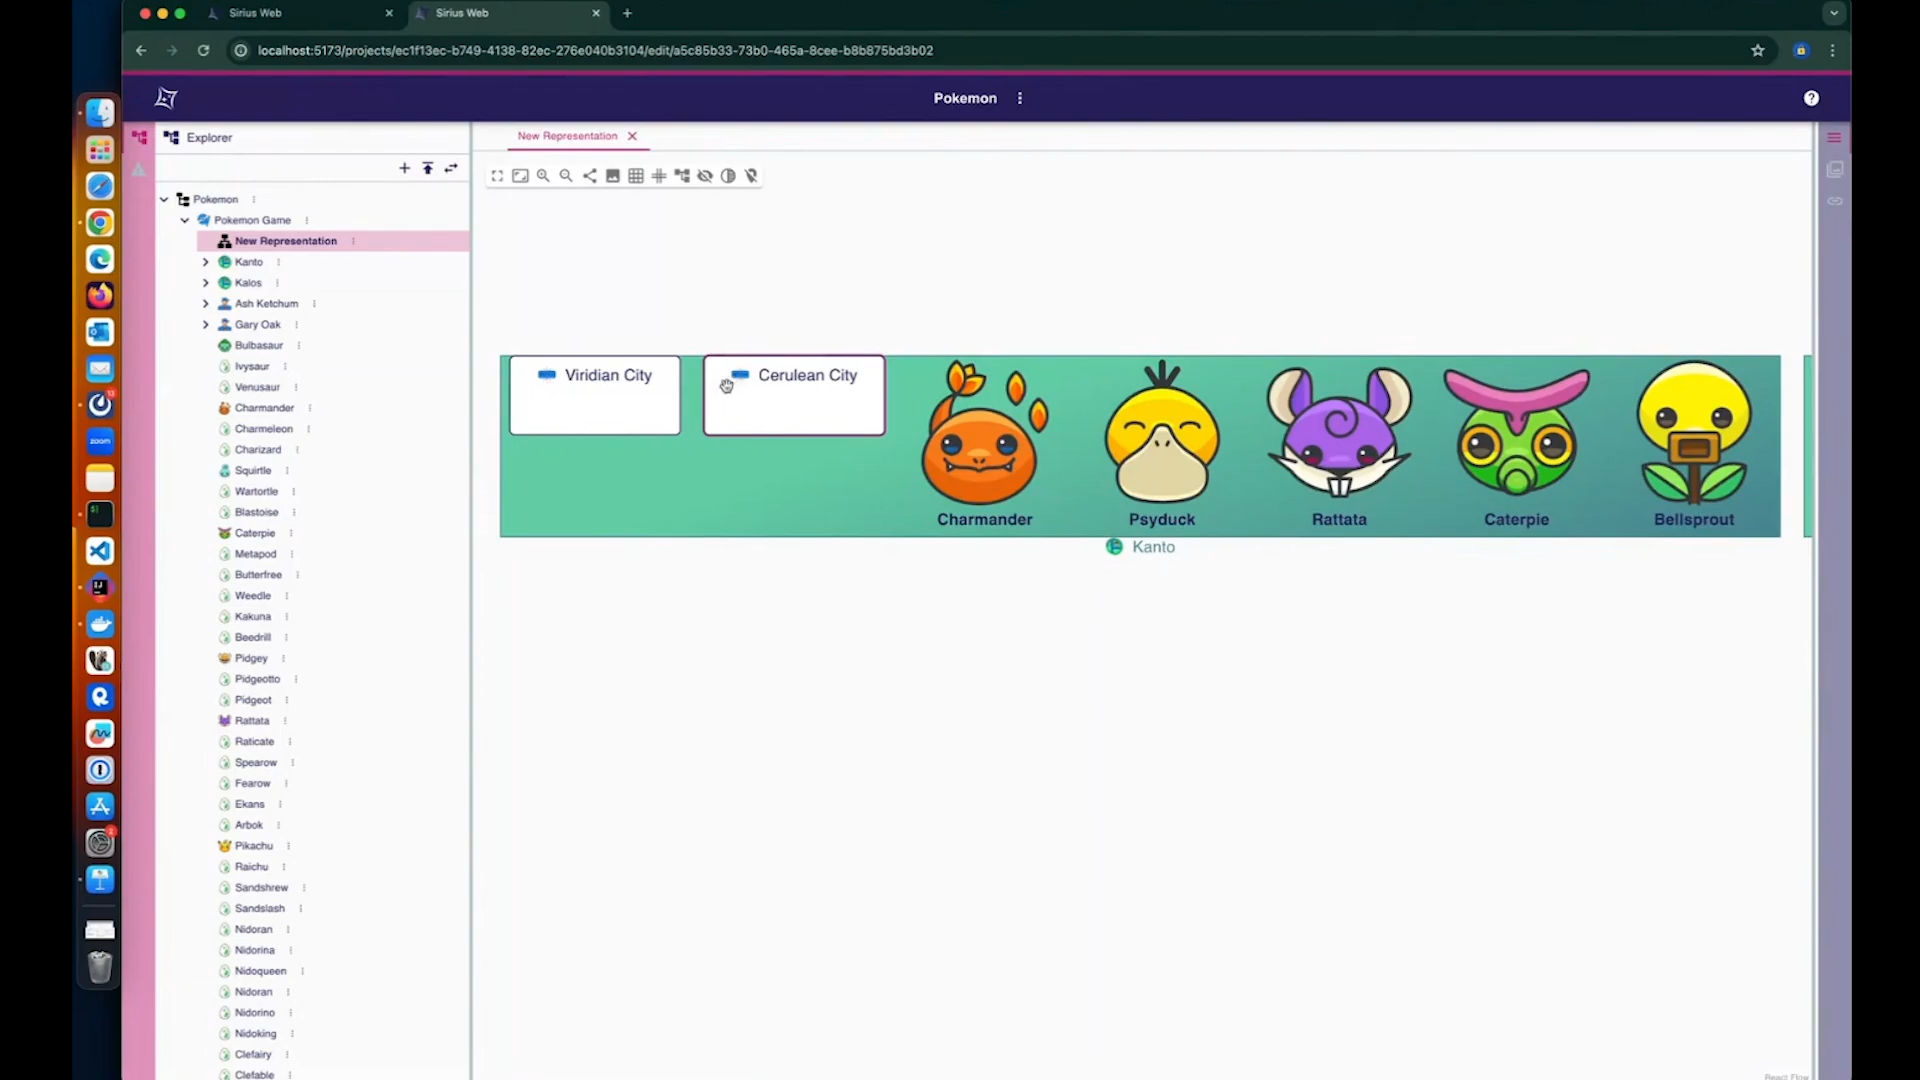 Sirius Web
Sirius Web
localhost:5173/projects/ec1f13ec-b749-4138-82ec-276e040b3104/edit/a5c85b33-73b0-465a-8cee-b8b875bd3b02
Pokemon
Explorer
New Representation
Pokemon
Pokemon Game
New Representation
Kanto
Kalos
Ash Ketchum
Gary Oak
Bulbasaur
Ivysaur
Venusaur
Charmander
Charmeleon
Charizard
Squirtle
Wartortle
Blastoise
Caterpie
Metapod
Butterfree
Weedle
Kakuna
Beedrill
Pidgey
Pidgeotto
Pidgeot
Rattata
Raticate
Spearow
Fearow
Ekans
Arbok
Pikachu
Raichu
Sandshrew
Sandslash
Nidoran
Nidorina
Nidoqueen
Nidoran
Nidorino
Nidoking
Clefairy
Clefable
Viridian City
Cerulean City
Charmander
Psyduck
Rattata
Caterpie
Bellsprout
Kanto
zoom
React Flow